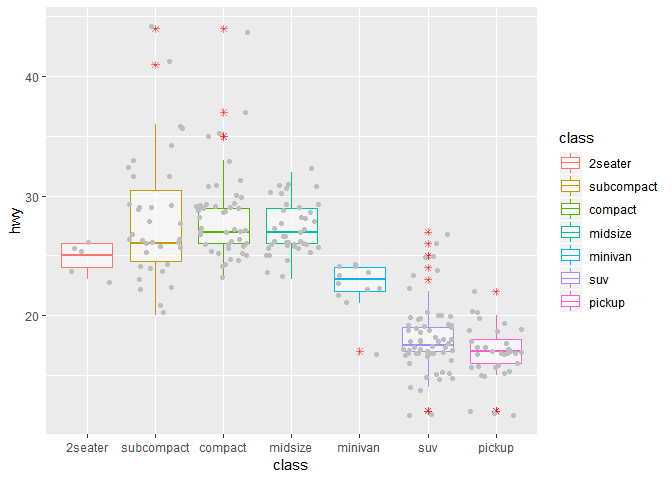 40
30
20
hwy
2seater subcompact compact midsize minivan suv pickup
class
class
2seater
subcompact
compact
midsize
minivan
suv
pickup